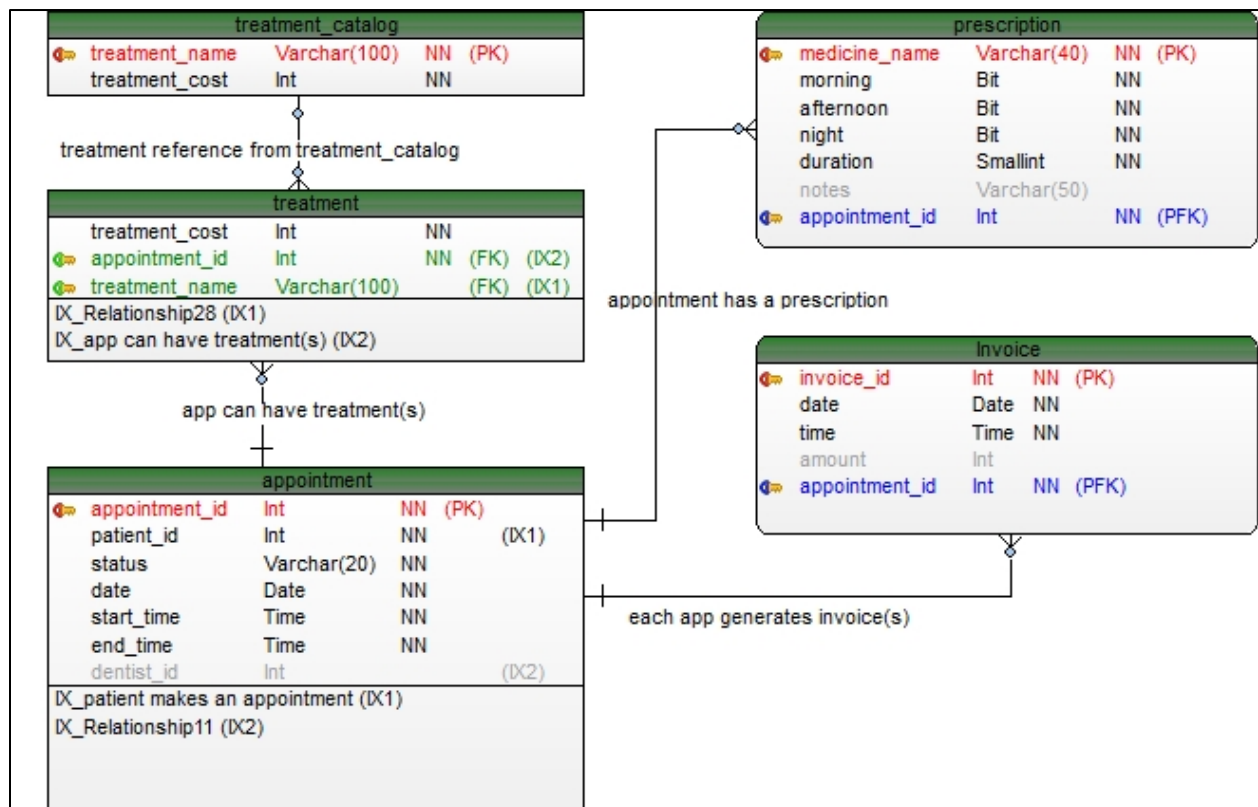 treatment_catalog
treatment_name Varchar(100) NN (PK)
treatment_cost Int NN
treatment reference from treatment_catalog
treatment
treatment_cost Int NN
appointment_id Int NN (FK) (IX2)
treatment_name Varchar(100) (FK) (IX1)
IX_Relationship28 (IX1)
IX_app can have treatment(s) (IX2)
app can have treatment(s)
appointment
appointment_id Int NN (PK)
patient_id Int NN (IX1)
status Varchar(20) NN
date Date NN
start_time Time NN
end_time Time NN
dentist_id Int (IX2)
IX_patient makes an appointment (IX1)
IX_Relationship11 (IX2)
prescription
medicine_name Varchar(40) NN (PK)
morning Bit NN
afternoon Bit NN
night Bit NN
duration Smallint NN
notes Varchar(50)
appointment_id Int NN (PFK)
appointment has a prescription
Invoice
invoice_id Int NN (PK)
date Date NN
time Time NN
amount Int
appointment_id Int NN (PFK)
each app generates invoice(s)